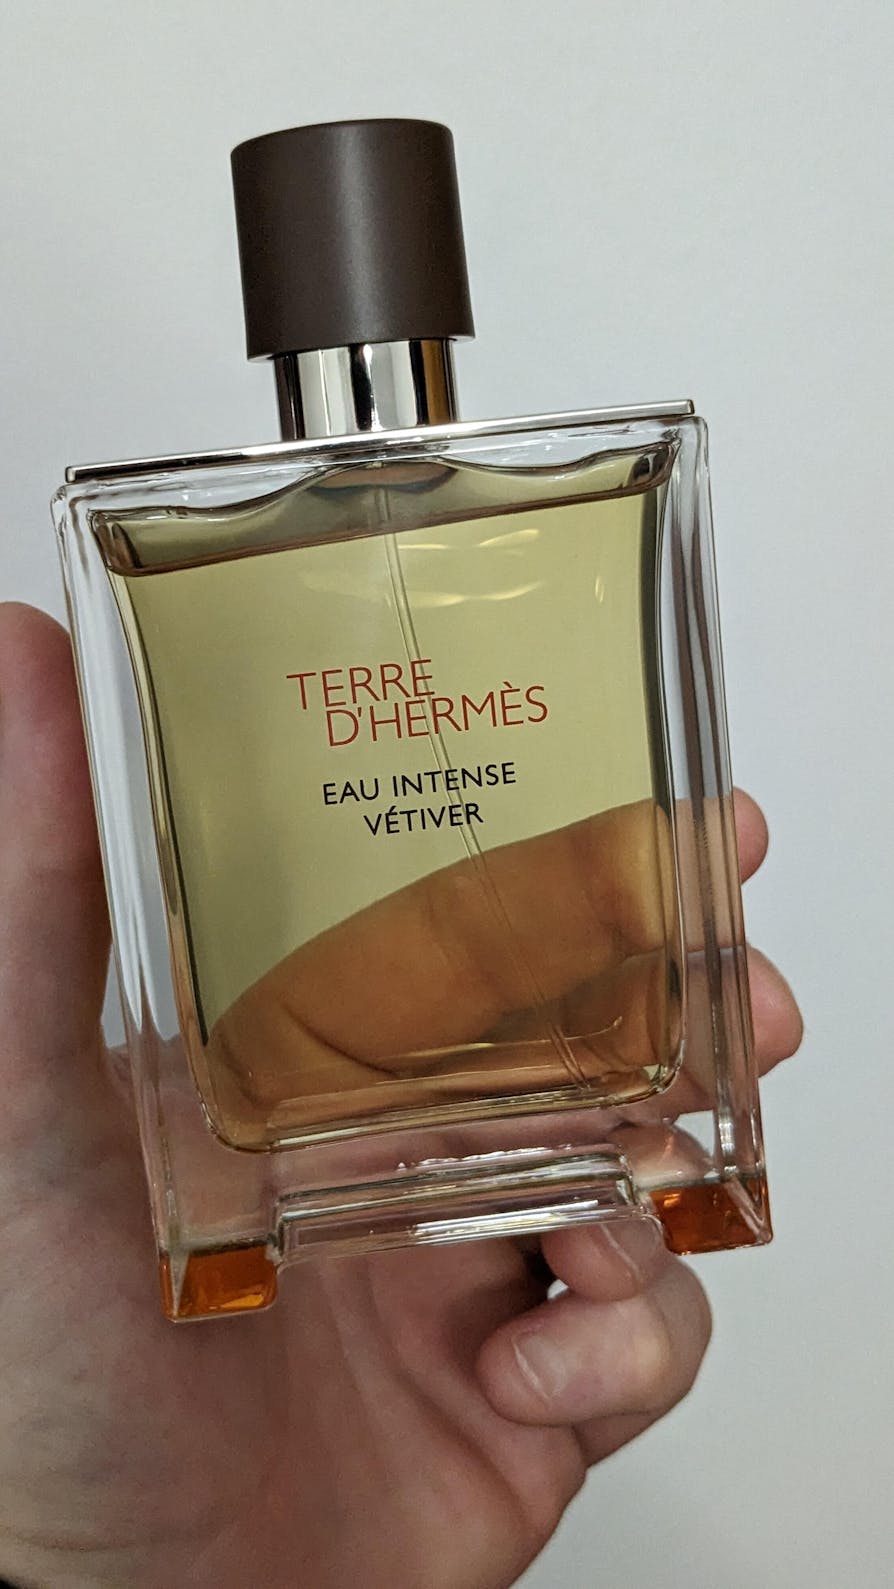 TERRE
D'HERMÈS
EAU INTENSE
VÉTIVER